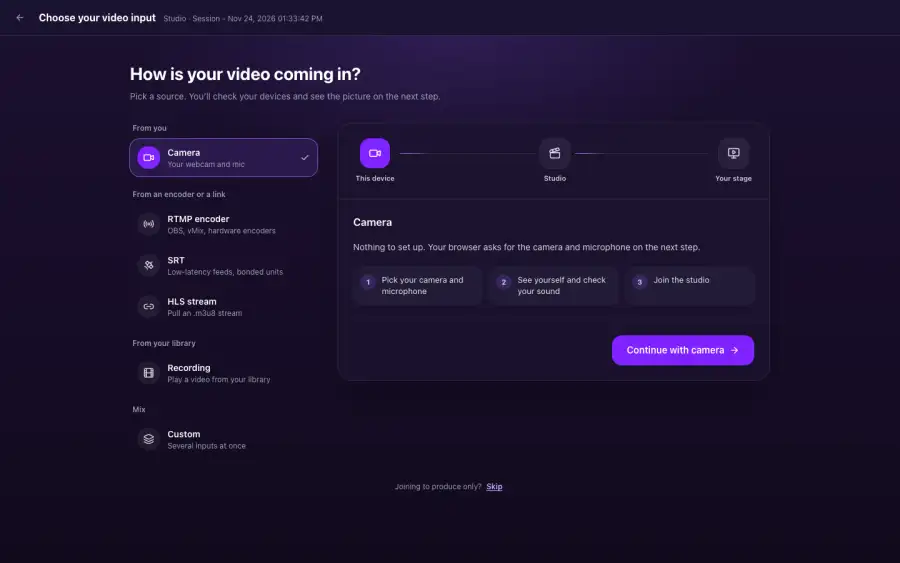 Choose your video input
Studio · Session - Nov 24, 2026 01:33:42 PM
How is your video coming in?
Pick a source. You'll check your devices and see the picture on the next step.
From you
Camera
Your webcam and mic
From an encoder or a link
RTMP encoder
OBS, vMix, hardware encoders
SRT
Low-latency feeds, bonded units
HLS stream
Pull an .m3u8 stream
From your library
Recording
Play a video from your library
Mix
Custom
Several inputs at once
This device
Studio
Your stage
Camera
Nothing to set up. Your browser asks for the camera and microphone on the next step.
1 Pick your camera and
microphone
2 See yourself and check
your sound
3 Join the studio
Continue with camera
Joining to produce only? Skip